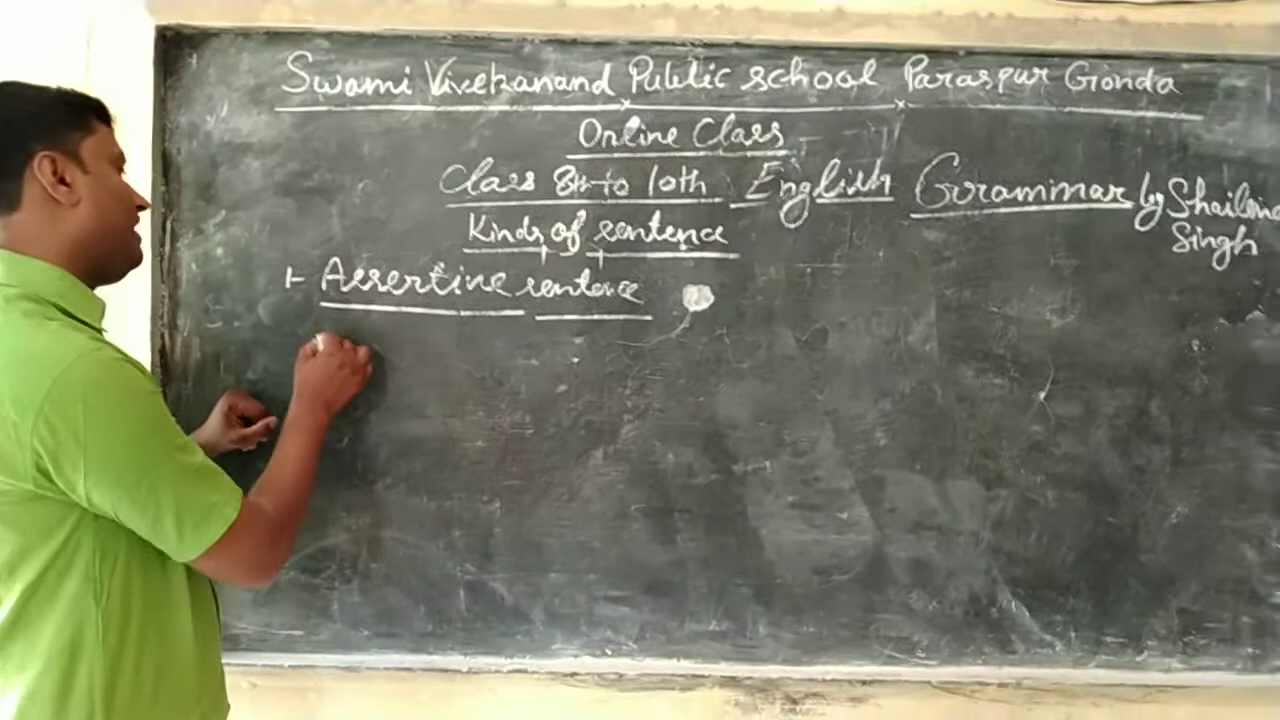 Swami Vivekanand Public school Paraspur Gonda
Online Class
Class 8th to 10th English Grammar by Shailendra Singh
Kinds of sentence
1- Assertive sentence